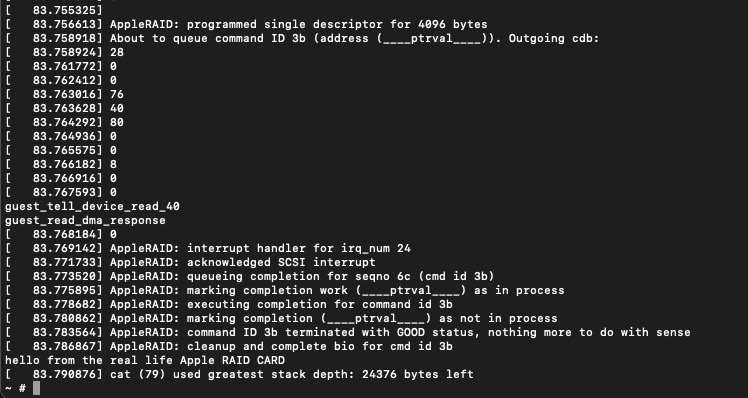 [   83.755325]
[   83.756613] AppleRAID: programmed single descriptor for 4096 bytes
[   83.758918] About to queue command ID 3b (address (____ptrval____)). Outgoing cdb:
[   83.758924] 28
[   83.761772] 0
[   83.762412] 0
[   83.763016] 76
[   83.763628] 40
[   83.764292] 80
[   83.764936] 0
[   83.765575] 0
[   83.766182] 8
[   83.766916] 0
[   83.767593] 0
guest_tell_device_read_40
guest_read_dma_response
[   83.768184] 0
[   83.769142] AppleRAID: interrupt handler for irq_num 24
[   83.771733] AppleRAID: acknowledged SCSI interrupt
[   83.773520] AppleRAID: queueing completion for seqno 6c (cmd id 3b)
[   83.775895] AppleRAID: marking completion work (____ptrval____) as in process
[   83.778682] AppleRAID: executing completion for command id 3b
[   83.780862] AppleRAID: marking completion (____ptrval____) as not in process
[   83.783564] AppleRAID: command ID 3b terminated with GOOD status, nothing more to do with sense
[   83.786867] AppleRAID: cleanup and complete bio for cmd id 3b
hello from the real life Apple RAID CARD
[   83.790876] cat (79) used greatest stack depth: 24376 bytes left
~ #